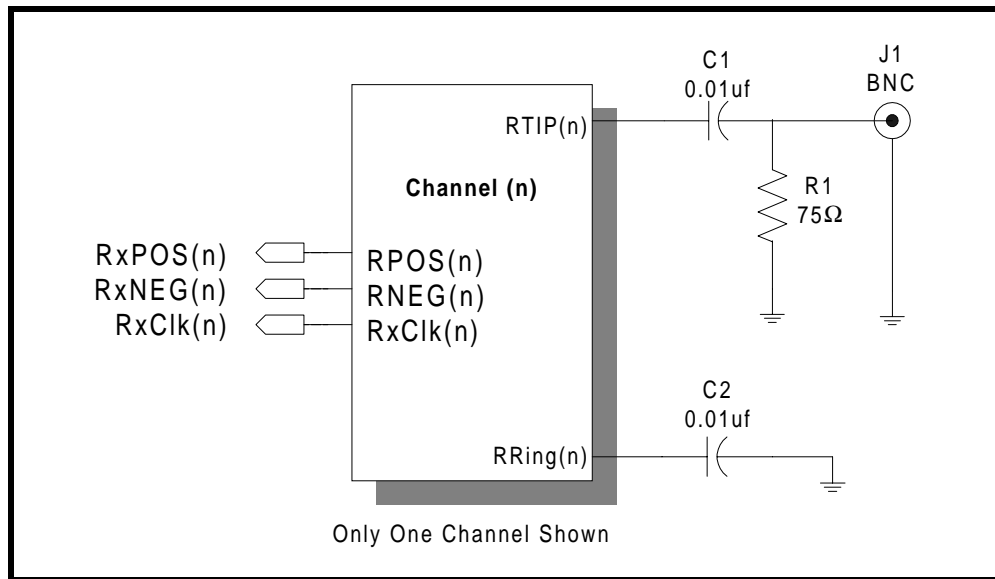 J1
BNC
C1
0.01uf
RTIP(n)
Channel (n)
R1
75Ω
RxPOS(n)
RPOS(n)
RxNEG(n)
RNEG(n)
RxClk(n)
RxClk(n)
C2
0.01uf
RRing(n)
Only One Channel Shown